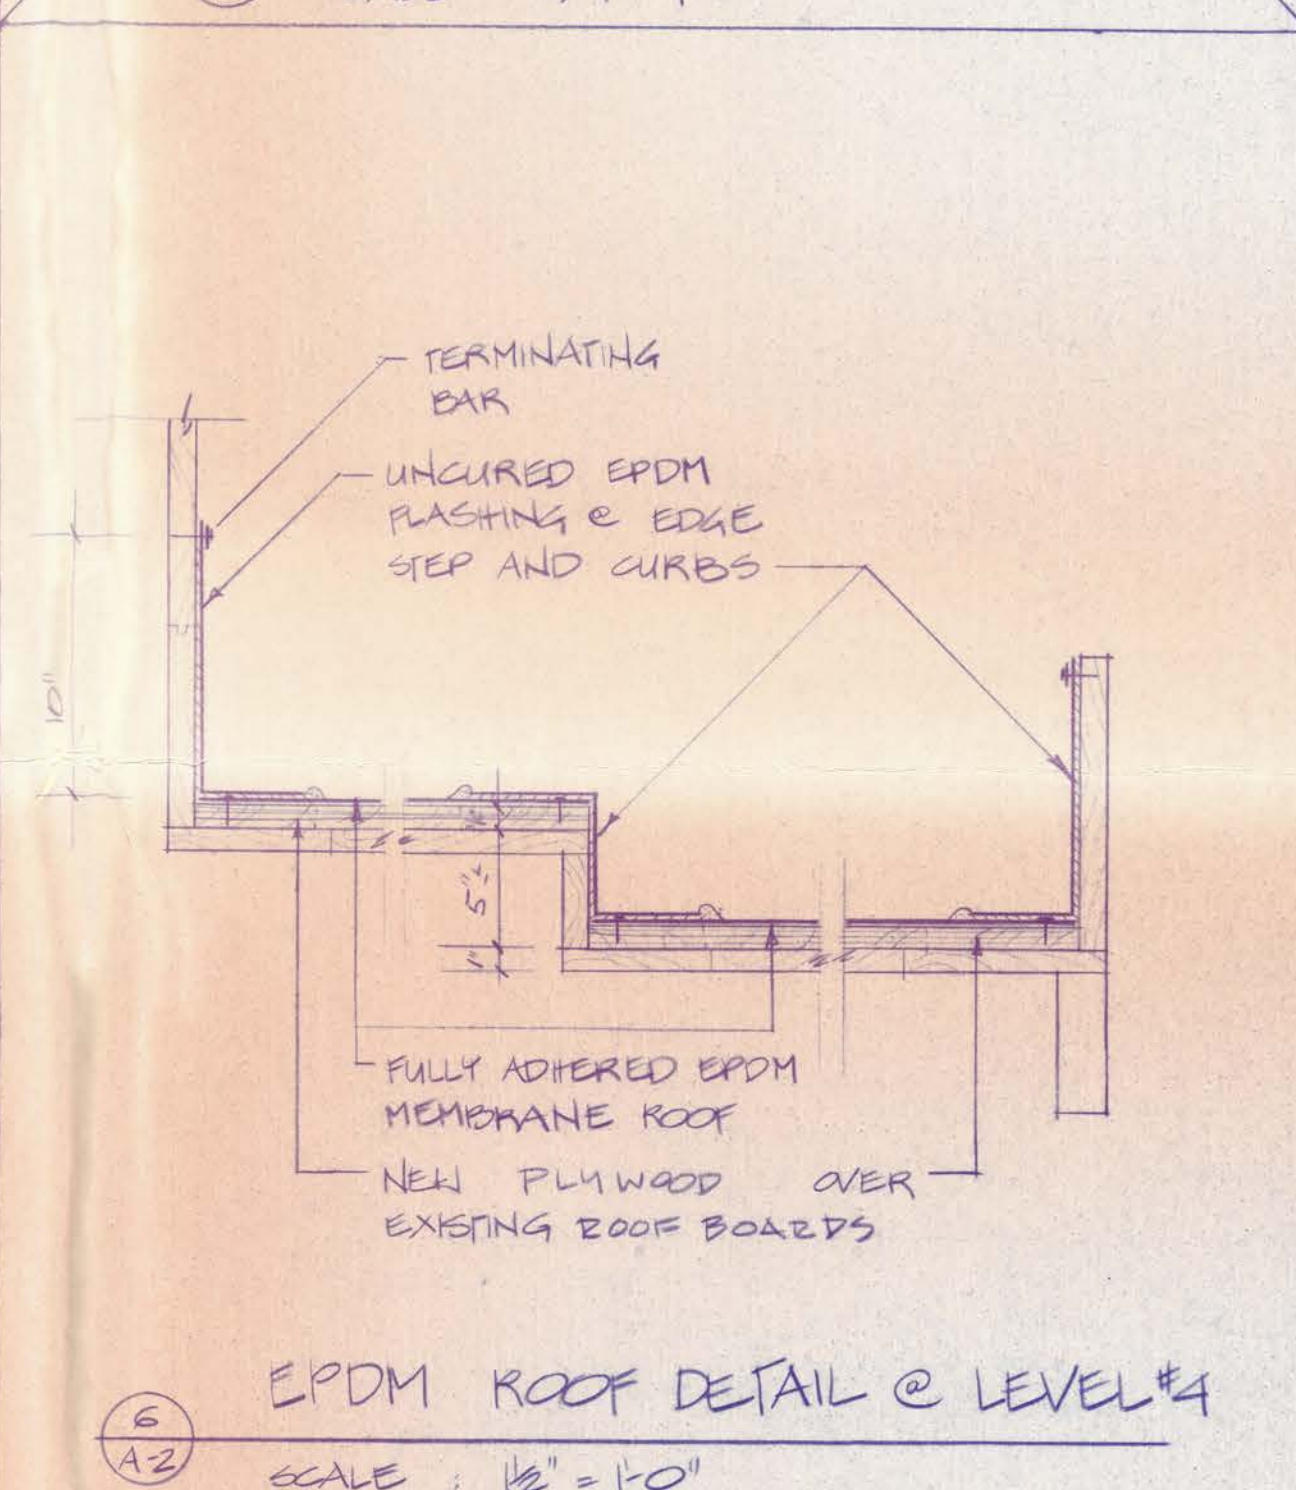 TERMINATING
BAR
UNCURED EPDM
FLASHING @ EDGE
STEP AND CURBS
10"
5"±
1"
FULLY ADHERED EPDM
MEMBRANE ROOF
NEW PLYWOOD OVER
EXISTING ROOF BOARDS
EPDM ROOF DETAIL @ LEVEL #4
6
A-2
SCALE : 1½" = 1'-0"